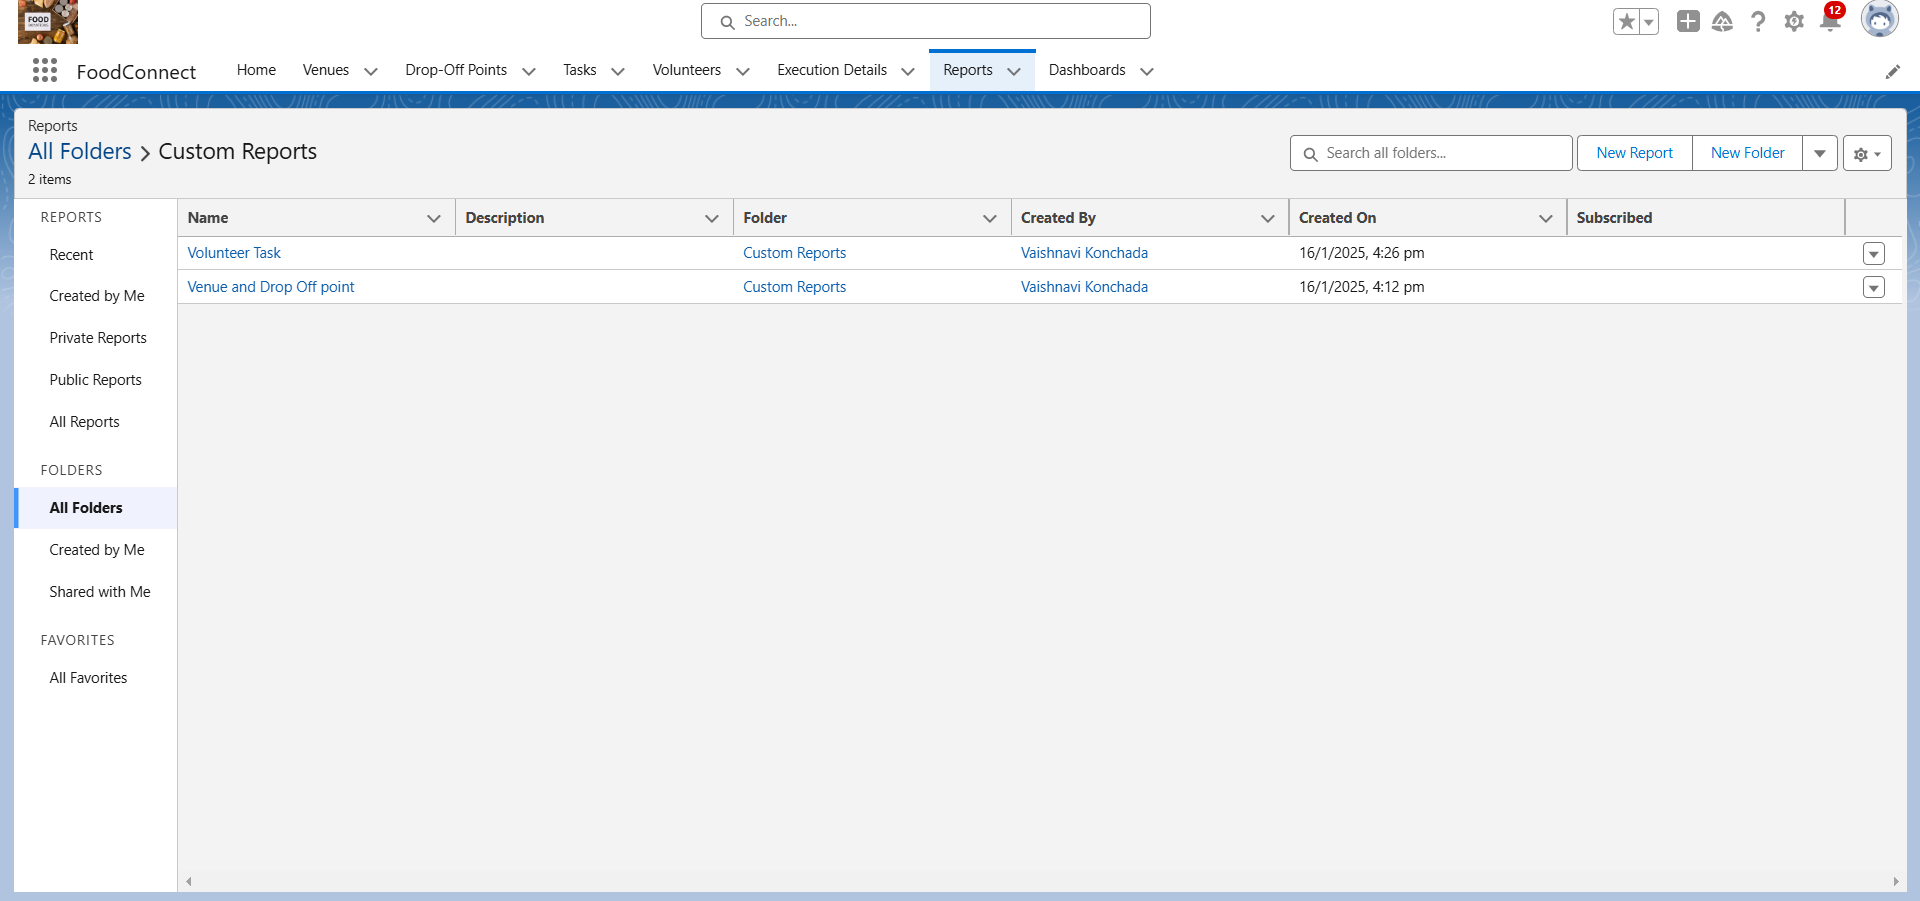 FOOD
Search...
12
FoodConnect
Home
Venues
Drop-Off Points
Tasks
Volunteers
Execution Details
Reports
Dashboards
Reports
All Folders > Custom Reports
2 items
Search all folders...
New Report
New Folder
REPORTS
Recent
Created by Me
Private Reports
Public Reports
All Reports
FOLDERS
All Folders
Created by Me
Shared with Me
FAVORITES
All Favorites
Name Description Folder Created By Created On Subscribed
Volunteer Task Custom Reports Vaishnavi Konchada 16/1/2025, 4:26 pm
Venue and Drop Off point Custom Reports Vaishnavi Konchada 16/1/2025, 4:12 pm